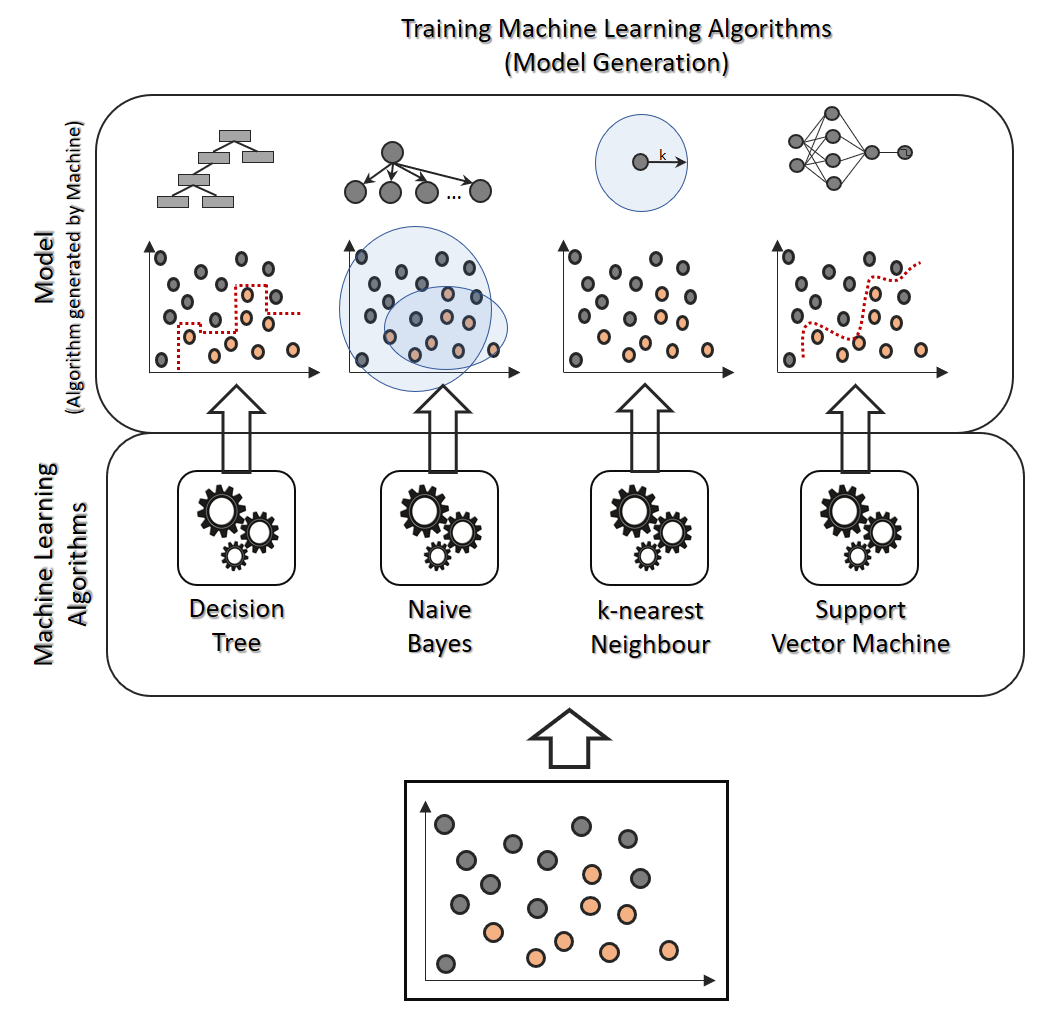 Training Machine Learning Algorithms
(Model Generation)
Model
(Algorithm generated by Machine)
k
...
Machine Learning
Algorithms
Decision
Tree
Naive
Bayes
k-nearest
Neighbour
Support
Vector Machine